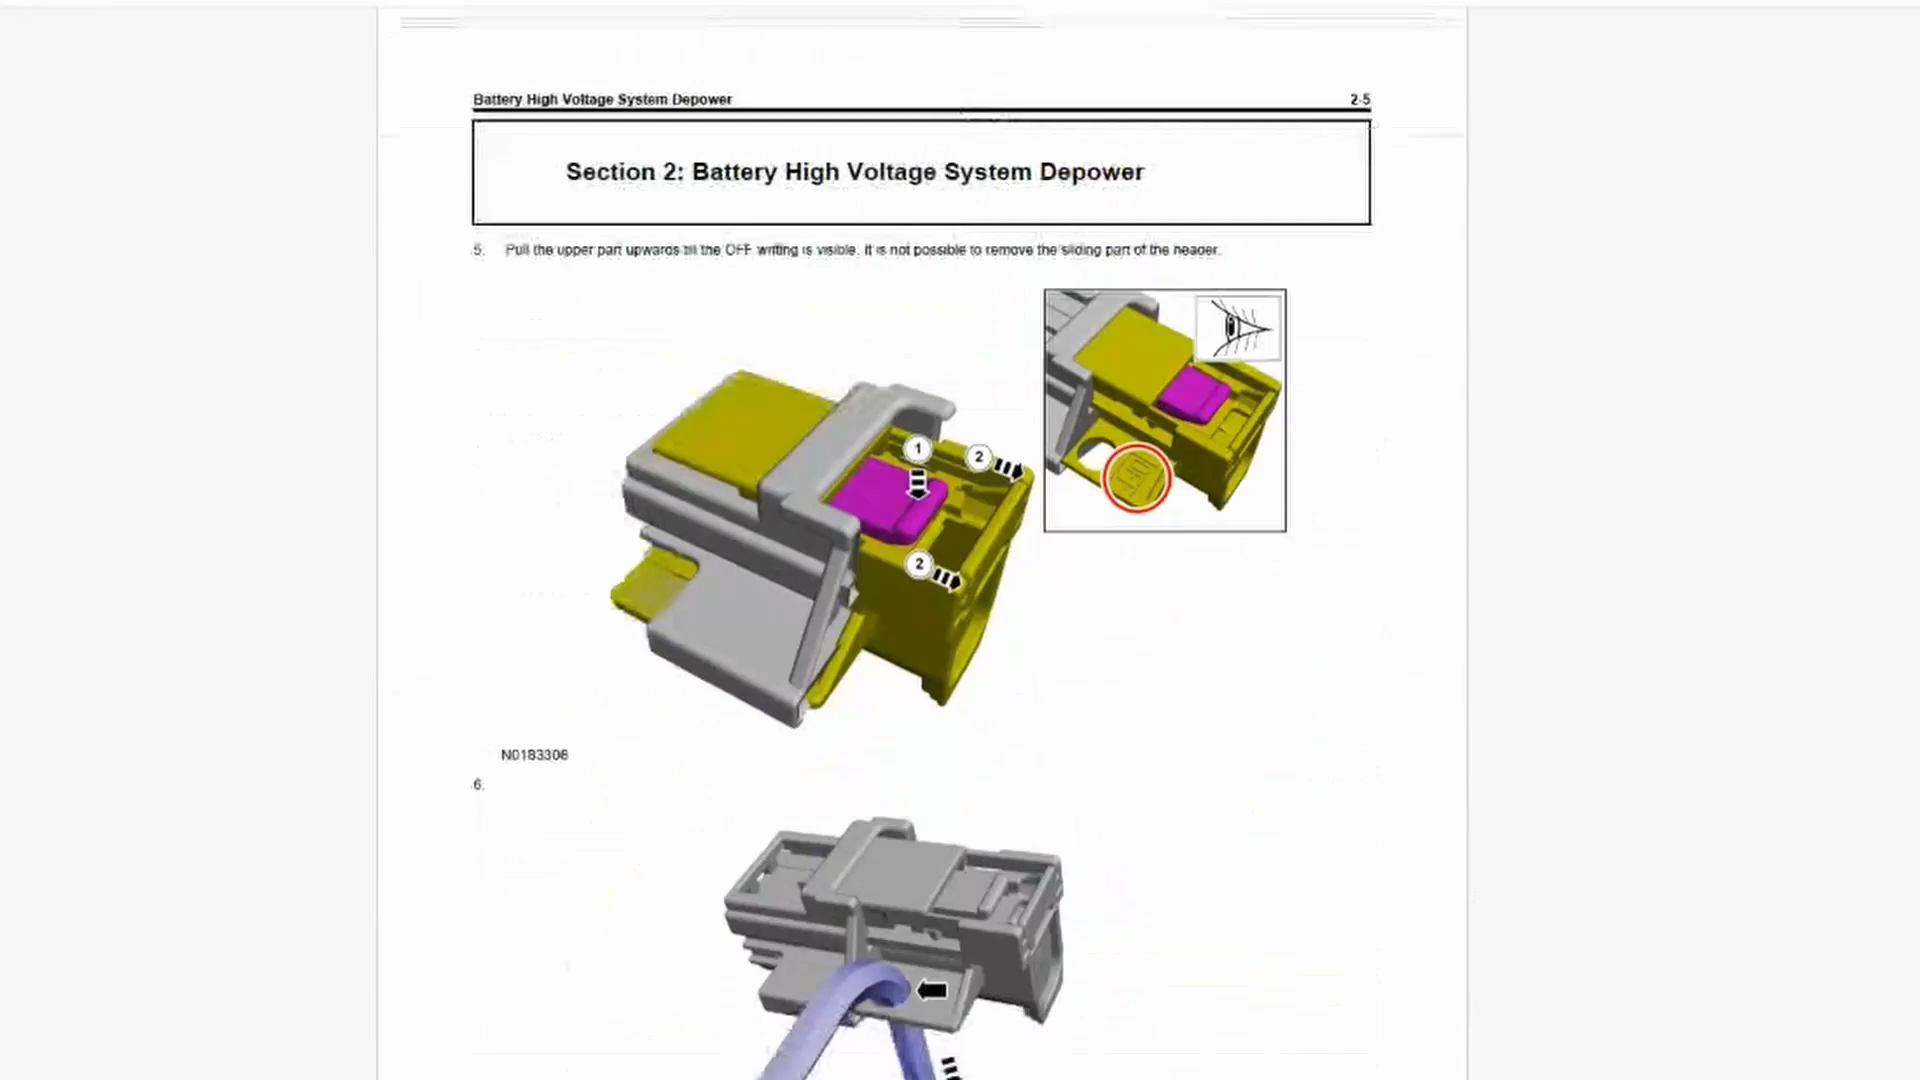 Battery High Voltage System Depower 2-5
Section 2: Battery High Voltage System Depower
5. Pull the upper part upwards till the OFF writing is visible. It is not possible to remove the sliding part of the header.
1
2
2
N0183306
6.